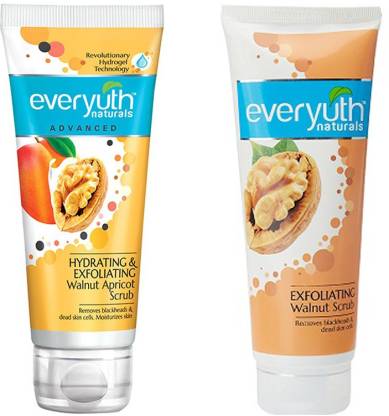 Revolutionary
Hydrogel
Technology
everyuth
naturals
ADVANCED
HYDRATING &
EXFOLIATING
Walnut Apricot
Scrub
Removes blackheads &
dead skin cells. Moisturizes skin
everyuth
naturals
EXFOLIATING
Walnut Scrub
Removes blackheads &
dead skin cells